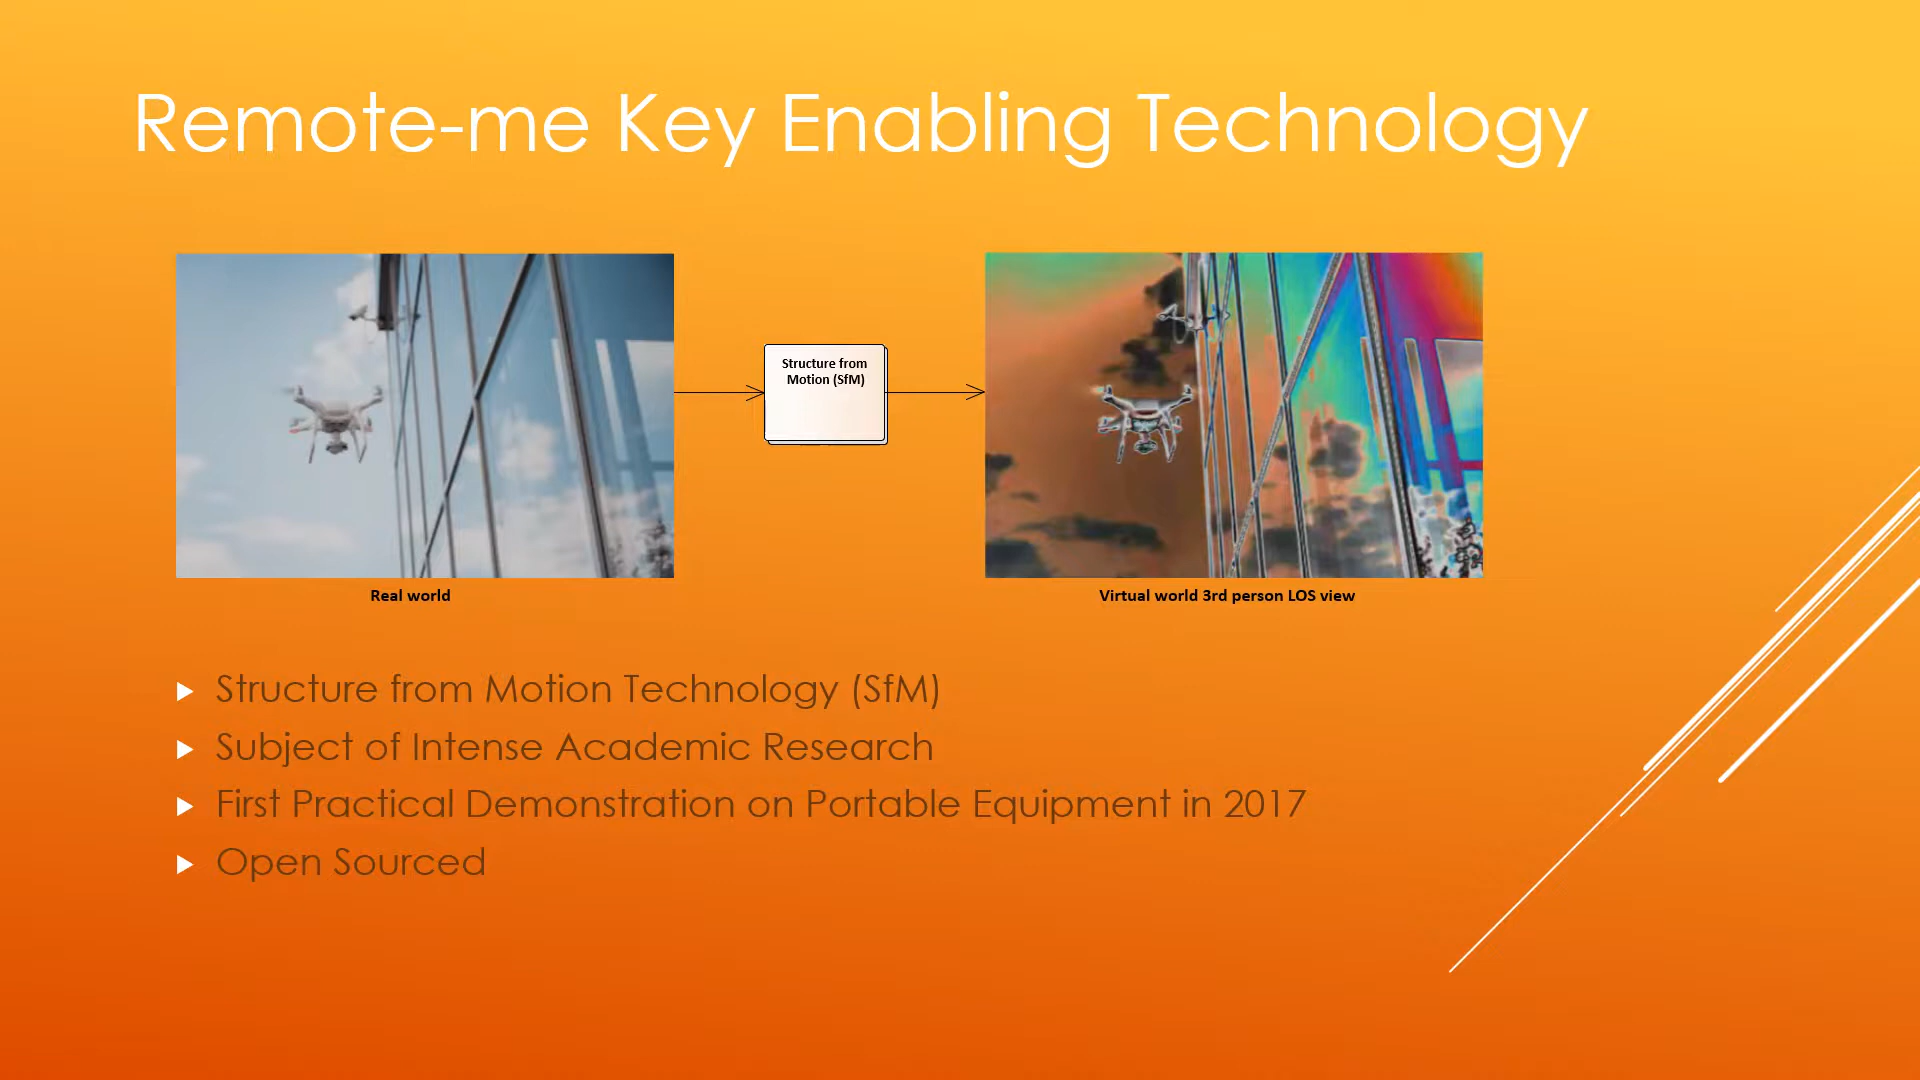 Remote-me Key Enabling Technology
Structure from
Motion (SfM)
Real world
Virtual world 3rd person LOS view
Structure from Motion Technology (SfM)
Subject of Intense Academic Research
First Practical Demonstration on Portable Equipment in 2017
Open Sourced